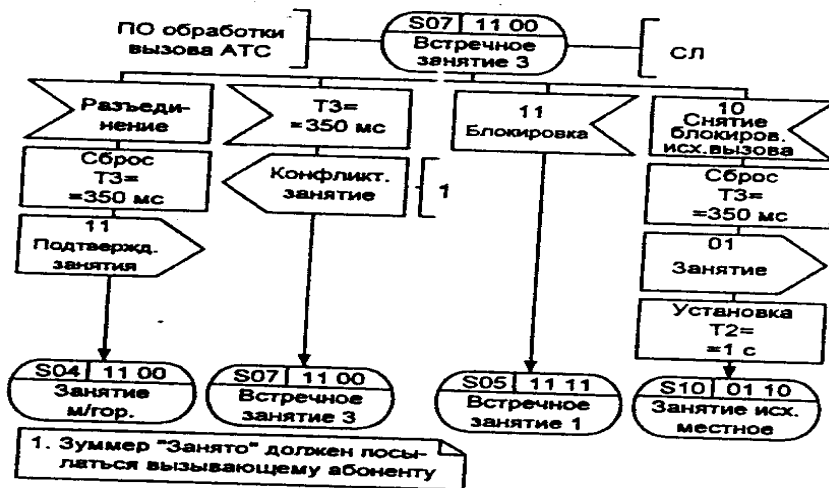 ПО обработки
вызова АТС
S07 11 00
Встречное
занятие 3
СЛ
Разъеди-
нение
Т3=
=350 мс
11
Блокировка
10
Снятие
блокиров.
исх.вызова
Сброс
Т3=
=350 мс
Конфликт.
занятие
1
Сброс
Т3=
=350 мс
11
Подтвержд.
занятия
01
Занятие
Установка
Т2=
=1 с
S04 11 00
Занятие
м/гор.
S07 11 00
Встречное
занятие 3
S05 11 11
Встречное
занятие 1
S10 01 10
Занятие исх.
местное
1. Зуммер "Занято" должен посы-
латься вызывающему абоненту